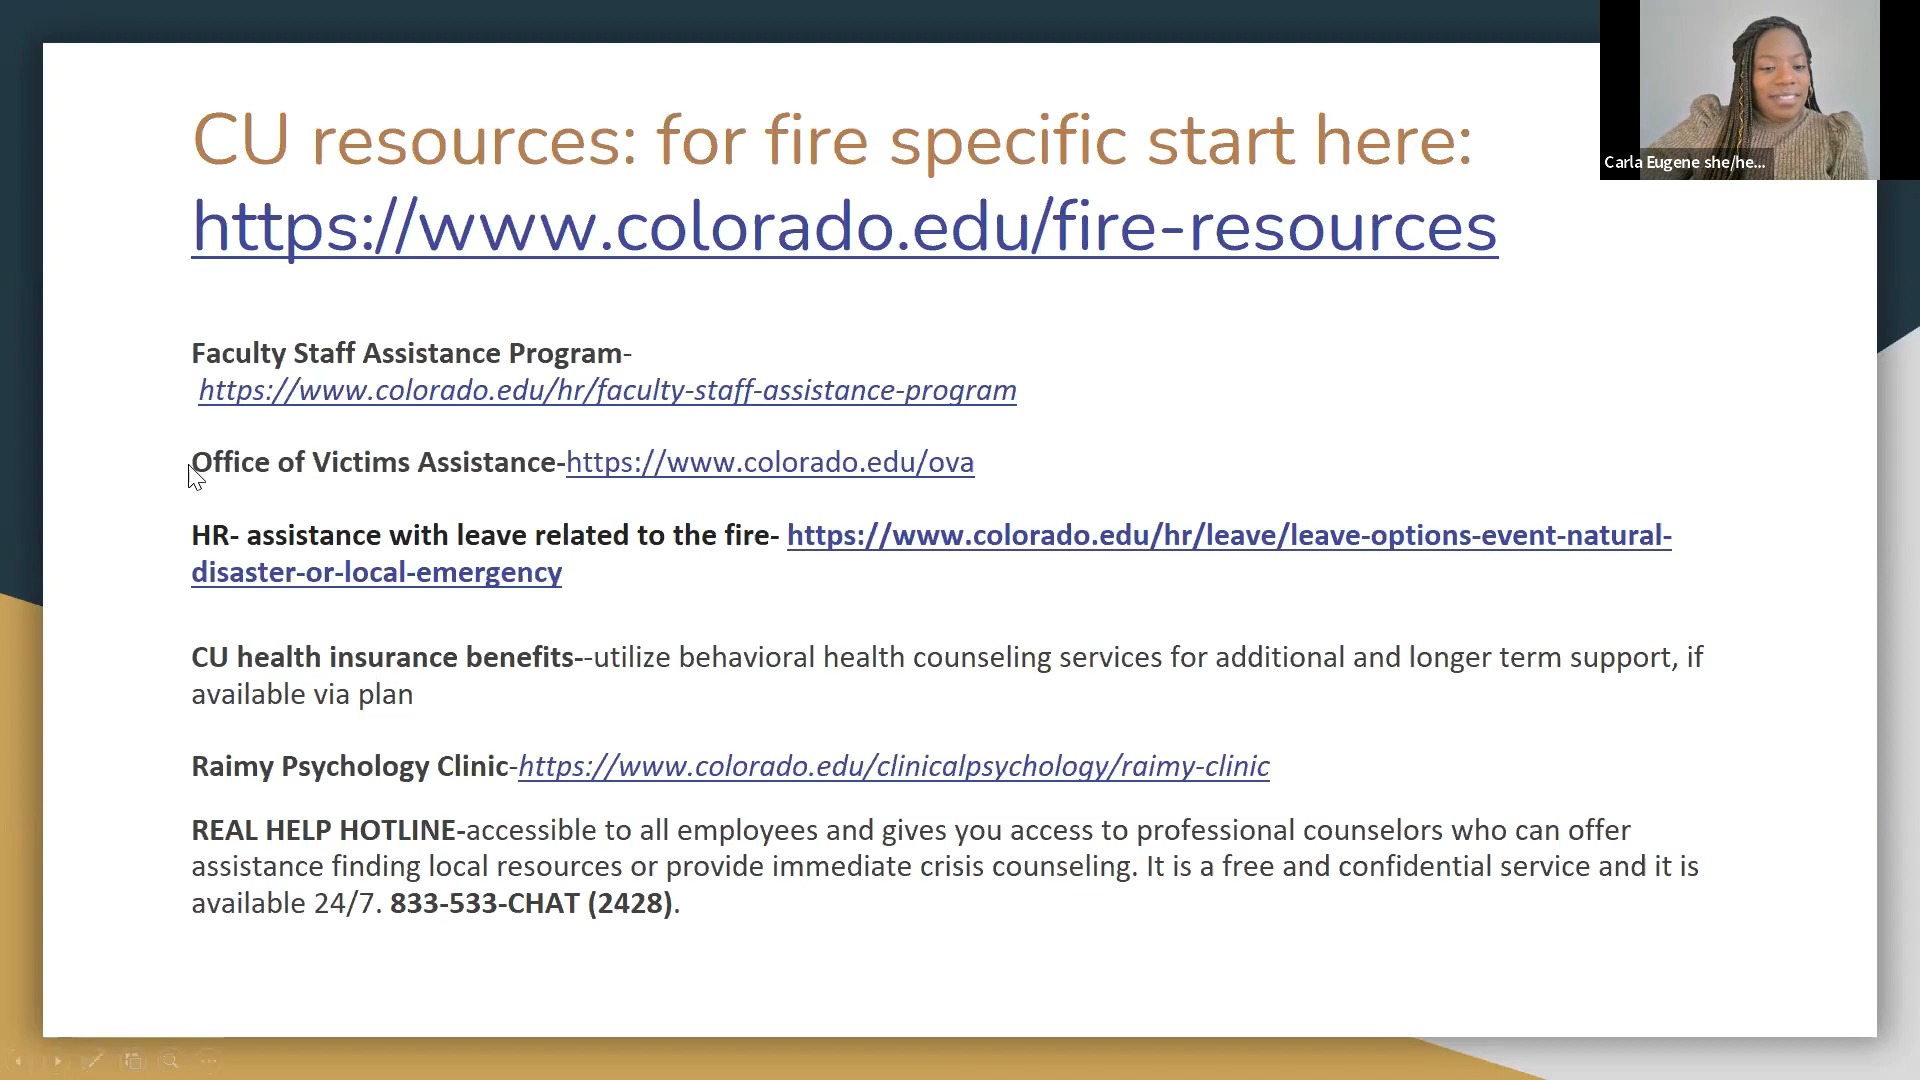 CU resources: for fire specific start here:
https://www.colorado.edu/fire-resources
Carla Eugene she/he...
Faculty Staff Assistance Program-
https://www.colorado.edu/hr/faculty-staff-assistance-program
Office of Victims Assistance-https://www.colorado.edu/ova
HR- assistance with leave related to the fire- https://www.colorado.edu/hr/leave/leave-options-event-natural-
disaster-or-local-emergency
CU health insurance benefits--utilize behavioral health counseling services for additional and longer term support, if
available via plan
Raimy Psychology Clinic-https://www.colorado.edu/clinicalpsychology/raimy-clinic
REAL HELP HOTLINE-accessible to all employees and gives you access to professional counselors who can offer
assistance finding local resources or provide immediate crisis counseling. It is a free and confidential service and it is
available 24/7. 833-533-CHAT (2428).